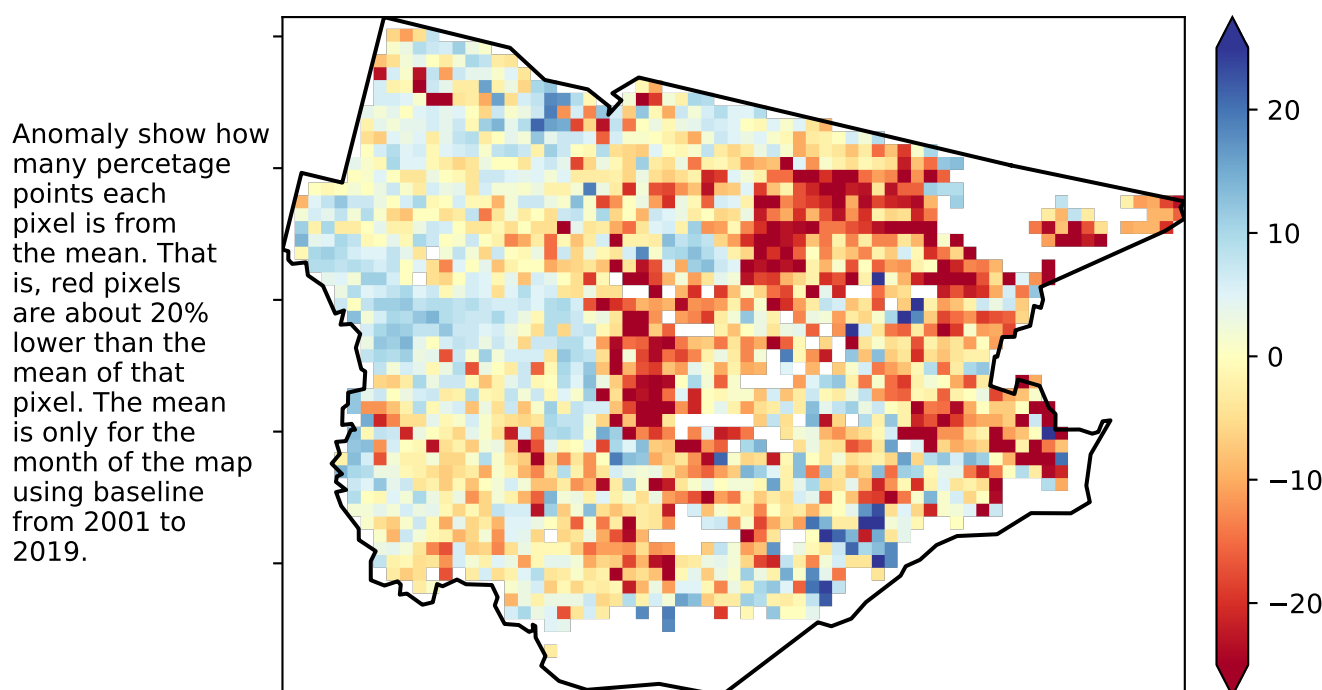 Anomaly show how
many percetage
points each
pixel is from
the mean. That
is, red pixels
are about 20%
lower than the
mean of that
pixel. The mean
is only for the
month of the map
using baseline
from 2001 to
2019.
20
10
0
−10
−20